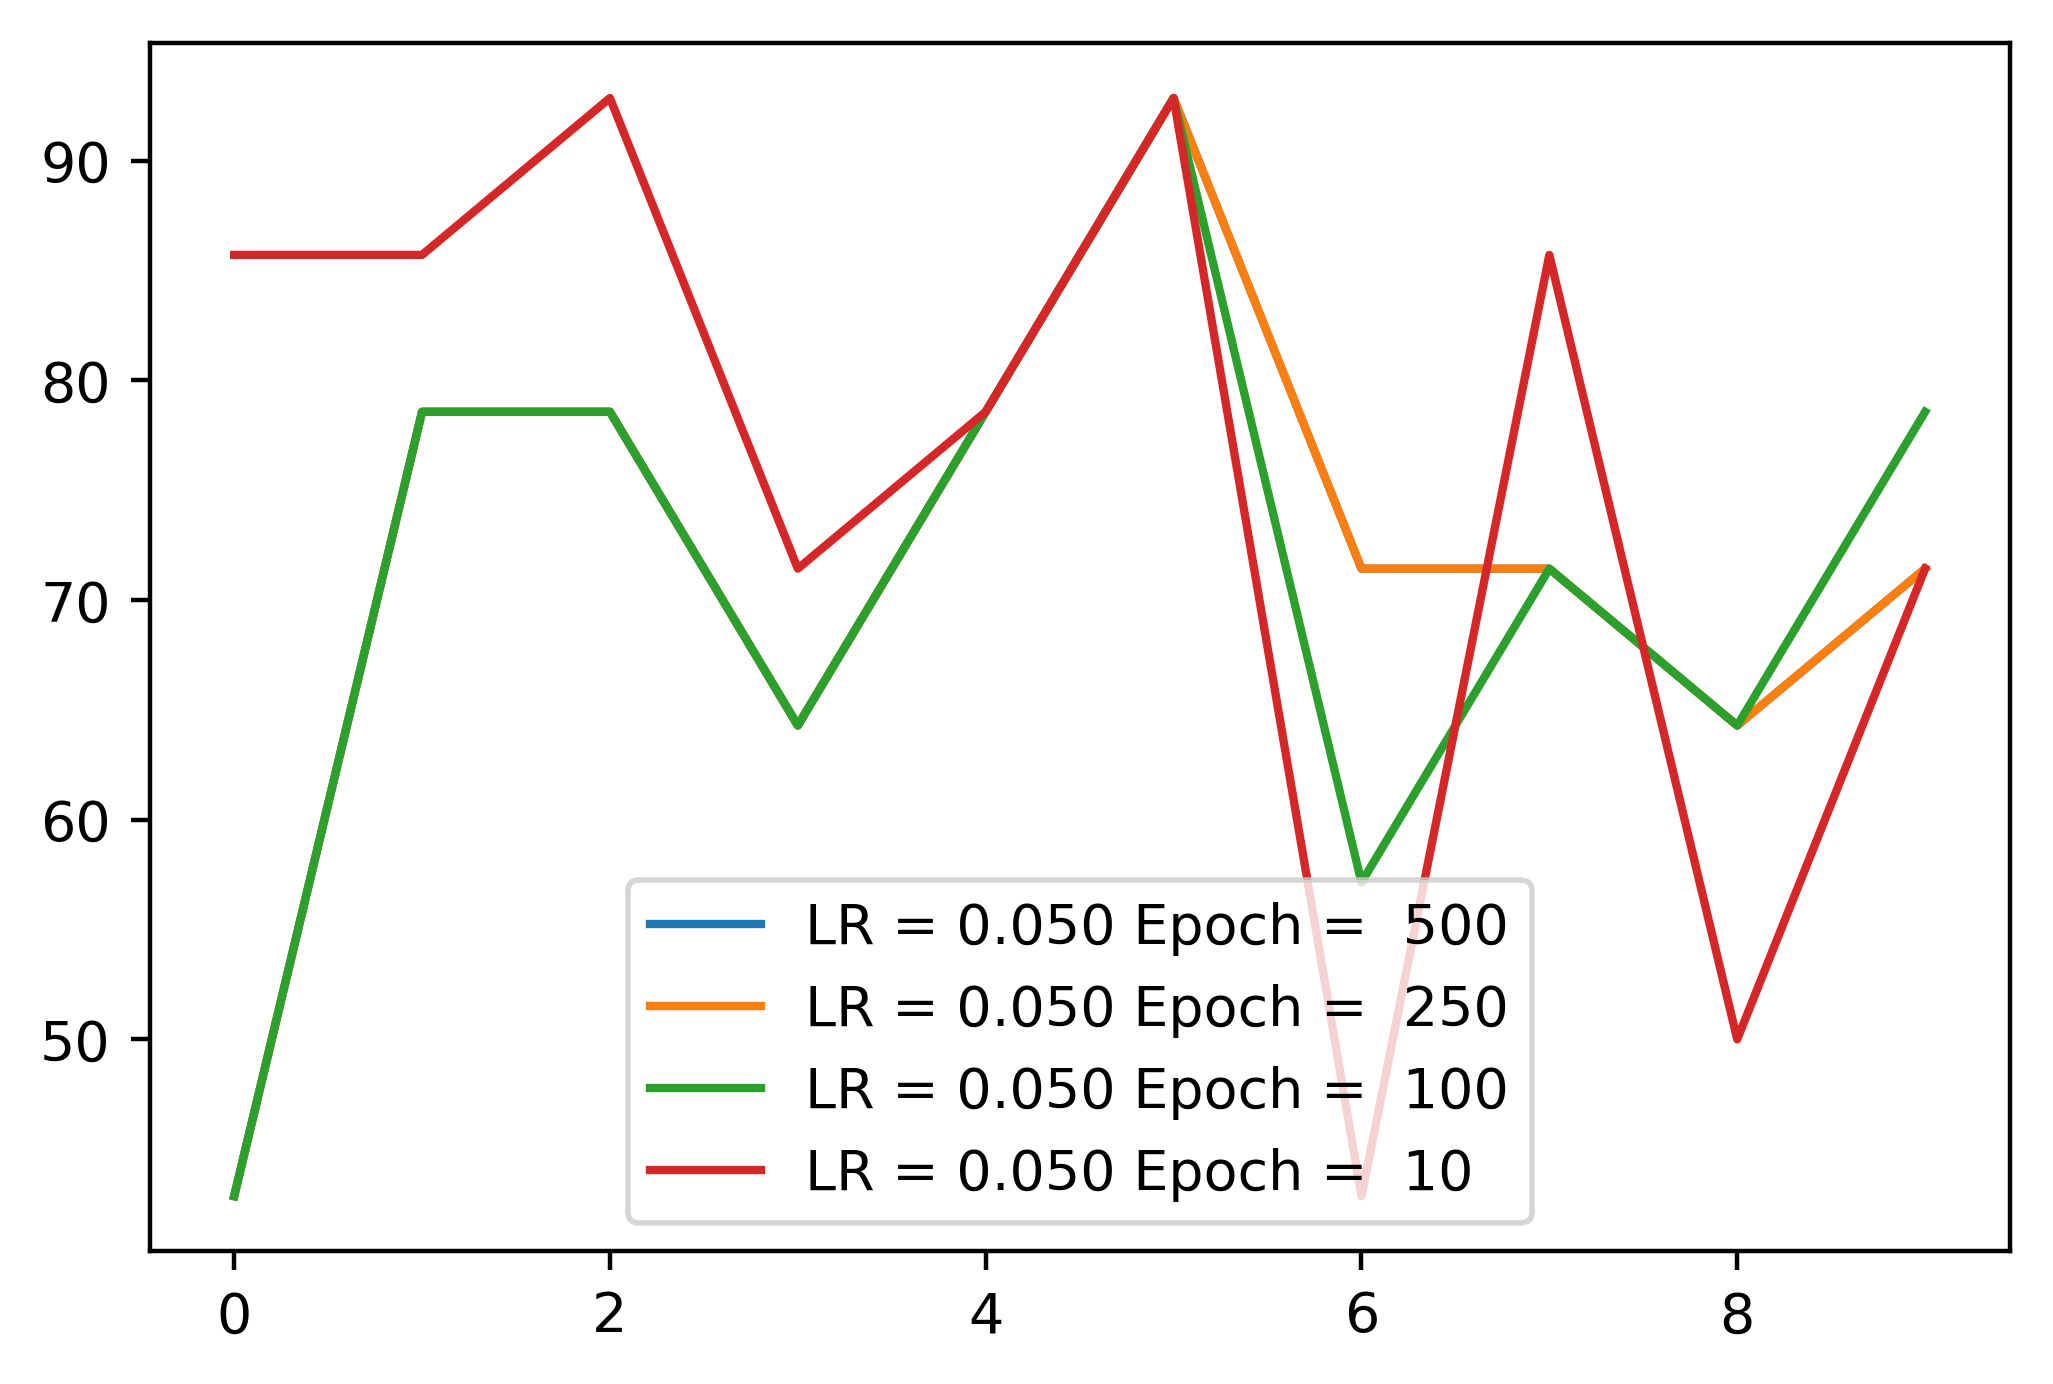 90
80
70
60
50
LR = 0.050 Epoch =  500
LR = 0.050 Epoch =  250
LR = 0.050 Epoch =  100
LR = 0.050 Epoch =  10
0 2 4 6 8